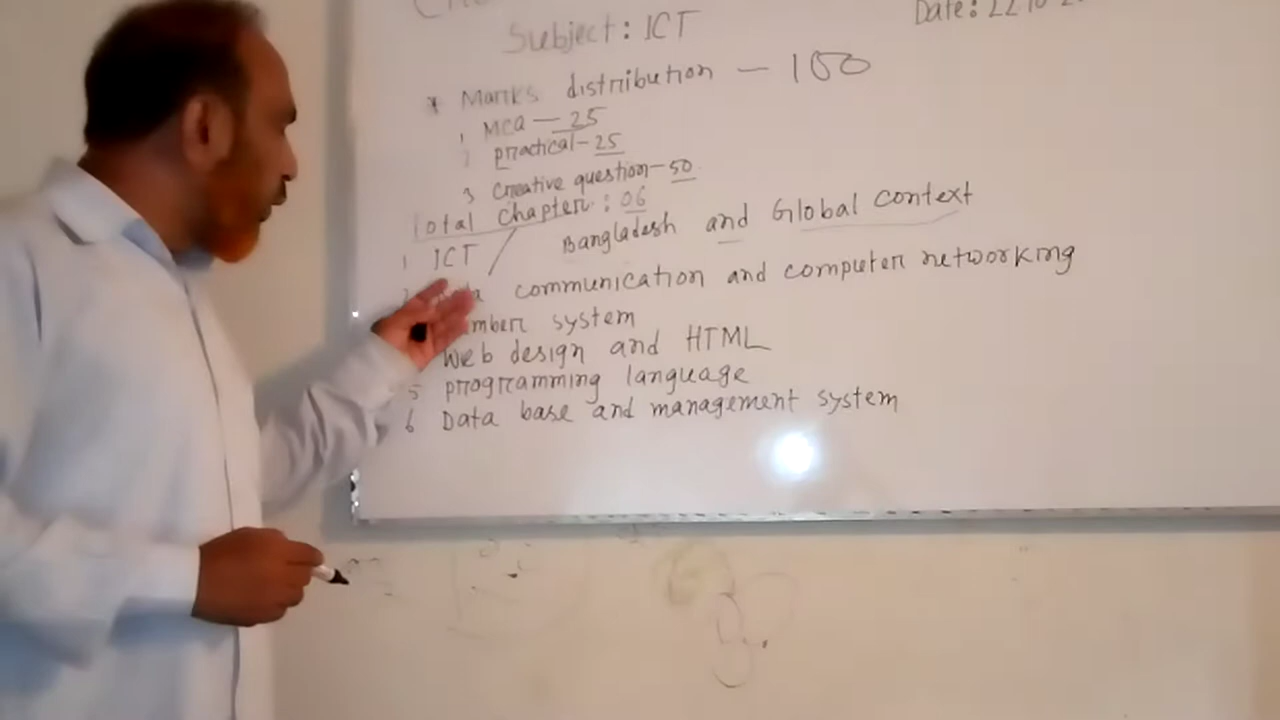 Subject: ICT
Date: 22
* Marks distribution — 100
1 MCQ — 25
2 practical - 25
3 Creative question - 50
Total Chapter : 06
1 ICT / Bangladesh and Global context
communication and computer networking
system
Web design and HTML
5 programming language
6 Data base and management system